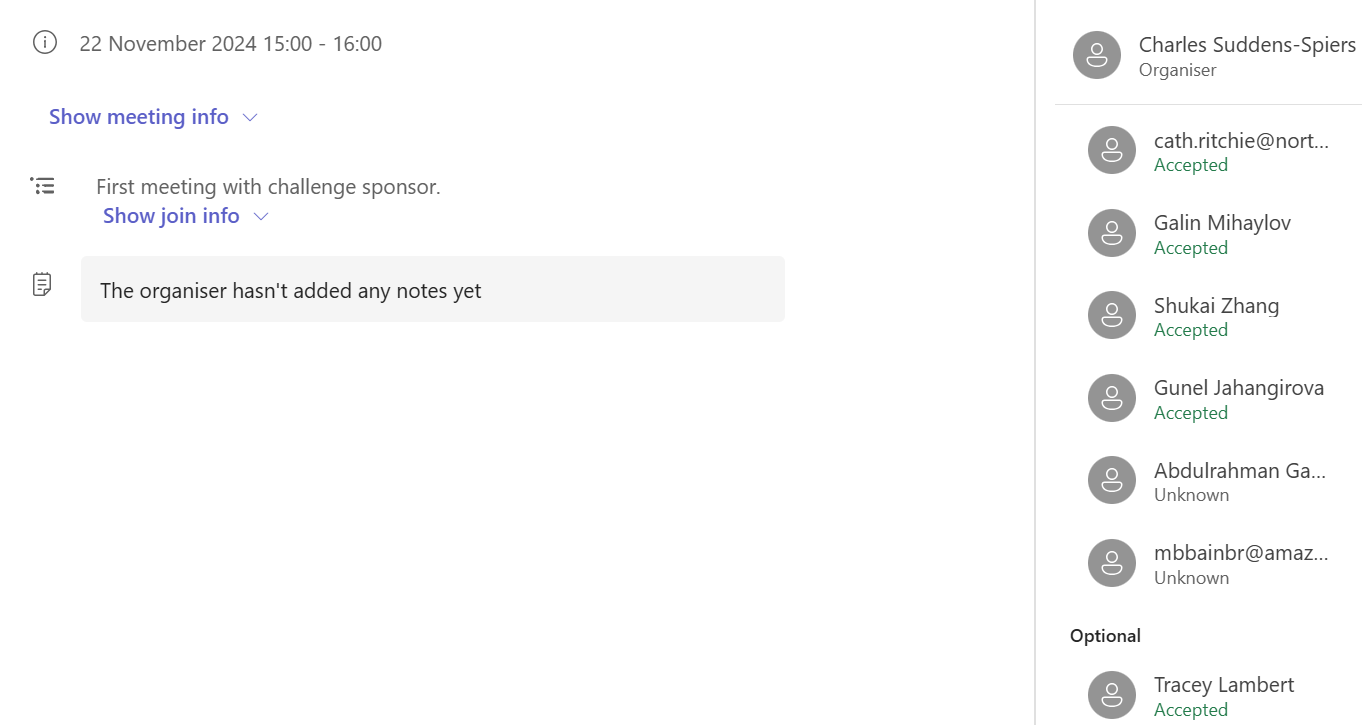 22 November 2024 15:00 - 16:00
Show meeting info
First meeting with challenge sponsor.
Show join info
The organiser hasn't added any notes yet
Charles Suddens-Spiers
Organiser
cath.ritchie@nort...
Accepted
Galin Mihaylov
Accepted
Shukai Zhang
Accepted
Gunel Jahangirova
Accepted
Abdulrahman Ga...
Unknown
mbbainbr@amaz...
Unknown
Optional
Tracey Lambert
Accepted